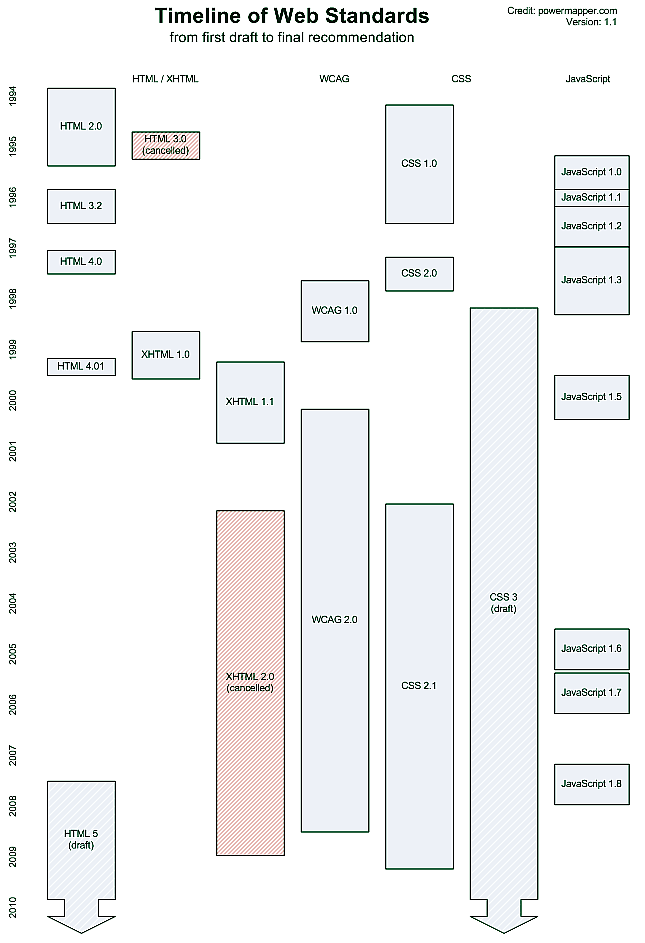 Timeline of Web Standards
from first draft to final recommendation
Credit: powermapper.com
Version: 1.1
HTML / XHTML
WCAG
CSS
JavaScript
1994
1995
1996
1997
1998
1999
2000
2001
2002
2003
2004
2005
2006
2007
2008
2009
2010
HTML 2.0
HTML 3.2
HTML 4.0
HTML 4.01
HTML 5
(draft)
HTML 3.0
(cancelled)
XHTML 1.0
XHTML 1.1
XHTML 2.0
(cancelled)
WCAG 1.0
WCAG 2.0
CSS 1.0
CSS 2.0
CSS 2.1
CSS 3
(draft)
JavaScript 1.0
JavaScript 1.1
JavaScript 1.2
JavaScript 1.3
JavaScript 1.5
JavaScript 1.6
JavaScript 1.7
JavaScript 1.8